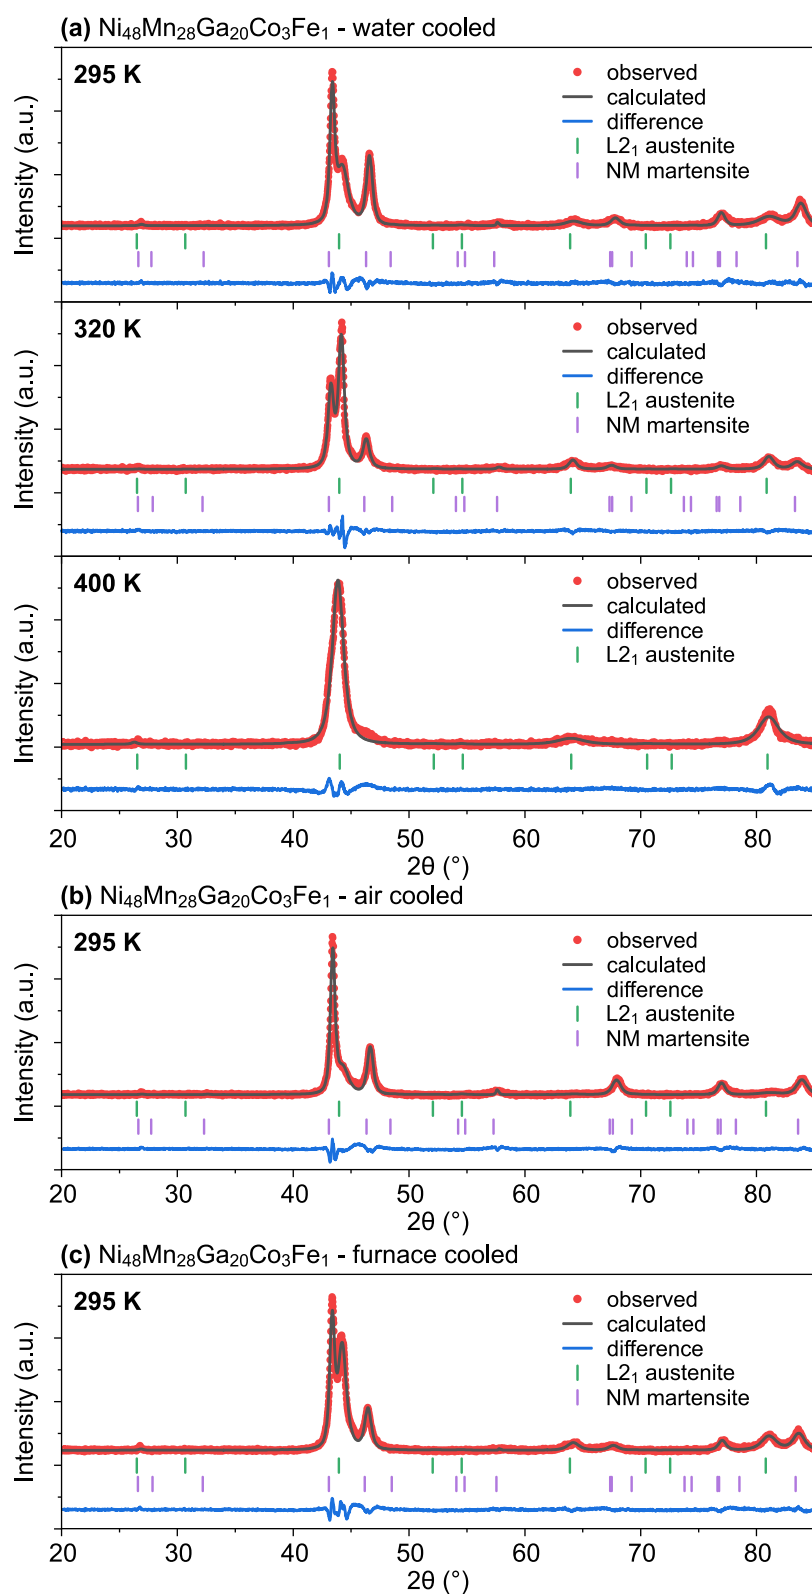 (a) Ni₄₈Mn₂₈Ga₂₀Co₃Fe₁ - water cooled
295 K
observed
calculated
difference
L2₁ austenite
NM martensite
Intensity (a.u.)
320 K
observed
calculated
difference
L2₁ austenite
NM martensite
Intensity (a.u.)
400 K
observed
calculated
difference
L2₁ austenite
Intensity (a.u.)
20 30 40 50 60 70 80
2θ (°)
(b) Ni₄₈Mn₂₈Ga₂₀Co₃Fe₁ - air cooled
295 K
observed
calculated
difference
L2₁ austenite
NM martensite
Intensity (a.u.)
20 30 40 50 60 70 80
2θ (°)
(c) Ni₄₈Mn₂₈Ga₂₀Co₃Fe₁ - furnace cooled
295 K
observed
calculated
difference
L2₁ austenite
NM martensite
Intensity (a.u.)
20 30 40 50 60 70 80
2θ (°)